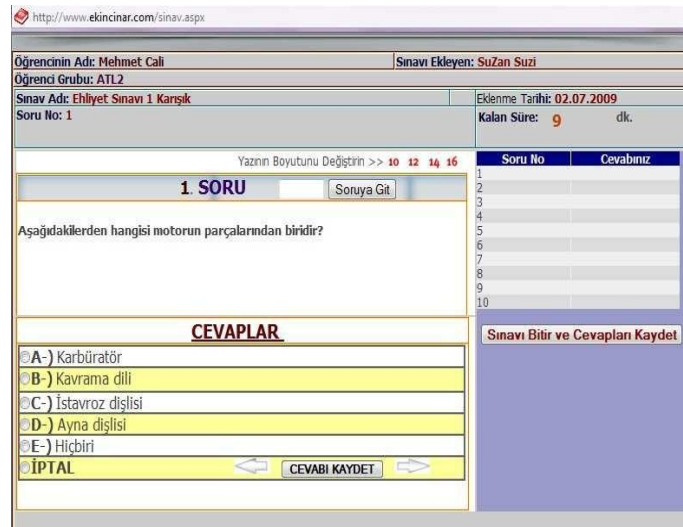 http://www.ekincinar.com/sinav.aspx
Öğrencinin Adı: Mehmet Cali
Sınavı Ekleyen: SuZan Suzi
Öğrenci Grubu: ATL2
Sınav Adı: Ehliyet Sınavı 1 Karışık
Eklenme Tarihi: 02.07.2009
Soru No: 1
Kalan Süre: 9 dk.
Yazının Boyutunu Değiştirin >> 10 12 14 16
Soru No Cevabınız
1. SORU Soruya Git
1
2
3
4
5
6
7
8
9
10
Aşağıdakilerden hangisi motorun parçalarından biridir?
CEVAPLAR
Sınavı Bitir ve Cevapları Kaydet
A-) Karbüratör
B-) Kavrama dili
C-) İstavroz dişlisi
D-) Ayna dişlisi
E-) Hiçbiri
İPTAL CEVABI KAYDET